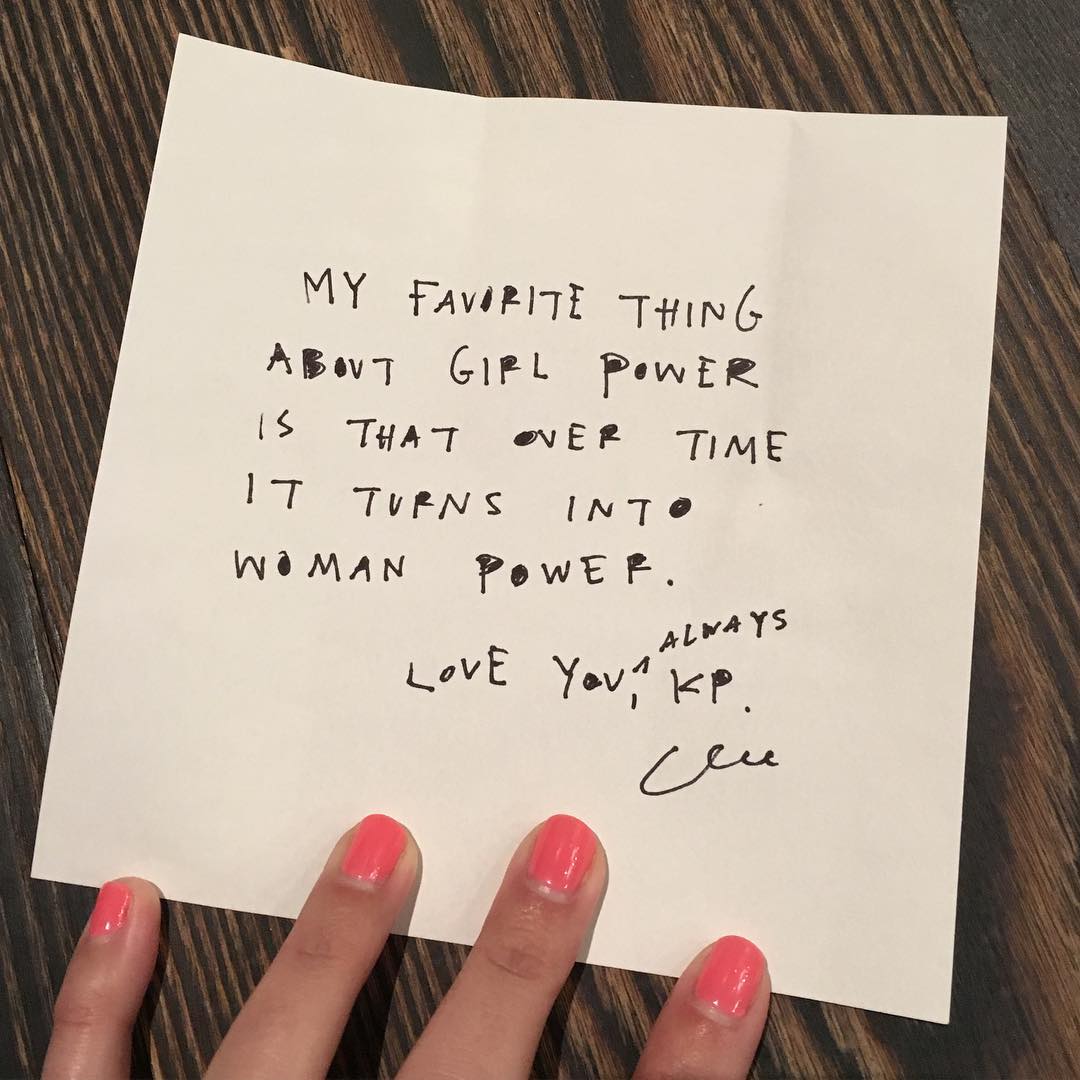 MY FAVORITE THING
ABOUT GIRL POWER
IS THAT OVER TIME
IT TURNS INTO
WOMAN POWER.
ALWAYS
LOVE YOU,^ KP.